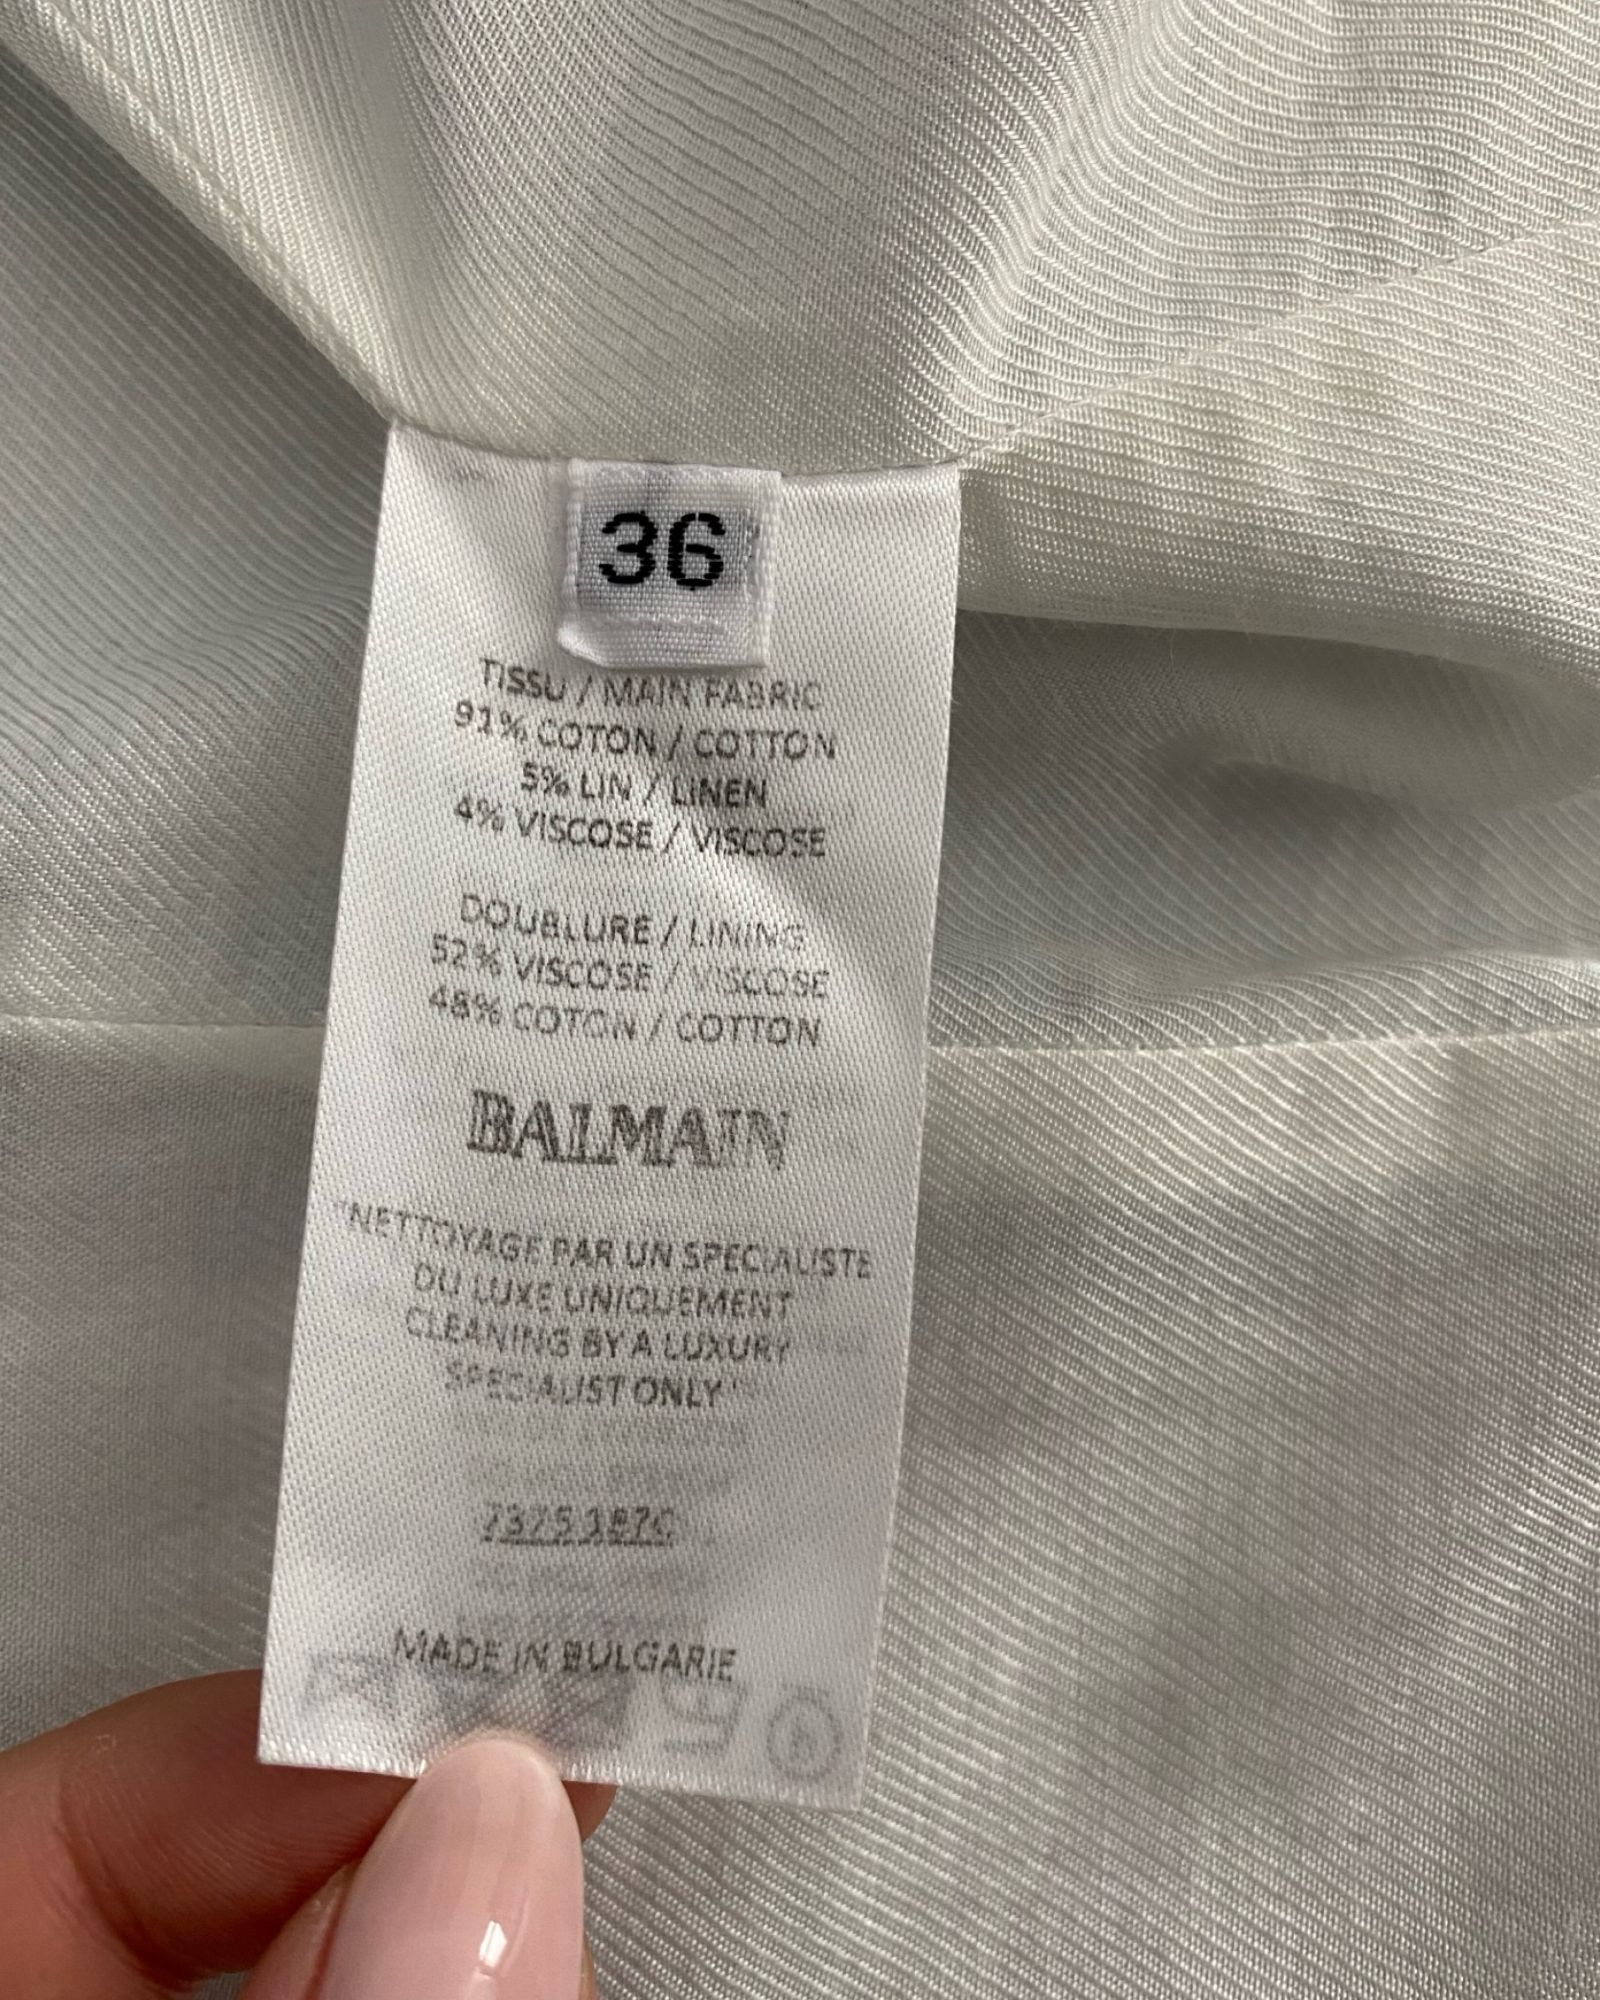 36
TISSU / MAIN FABRIC
91% COTON / COTTON
5% LIN / LINEN
4% VISCOSE / VISCOSE
DOUBLURE / LINING
52% VISCOSE / VISCOSE
48% COTON / COTTON
BALMAIN
"NETTOYAGE PAR UN SPECIALISTE
DU LUXE UNIQUEMENT
CLEANING BY A LUXURY
SPECIALIST ONLY"
MADE IN BULGARIE